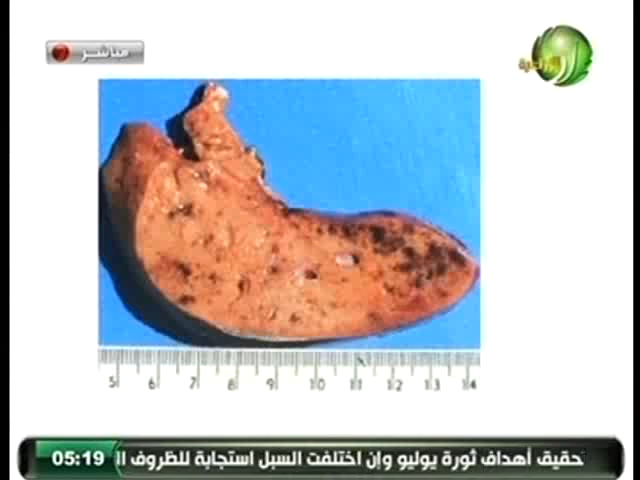 مباشر
الزراعية
5 6 7 8 9 10 11 12 13 14
05:19 حقيق أهداف ثورة يوليو وإن اختلفت السبل استجابة للظروف ال